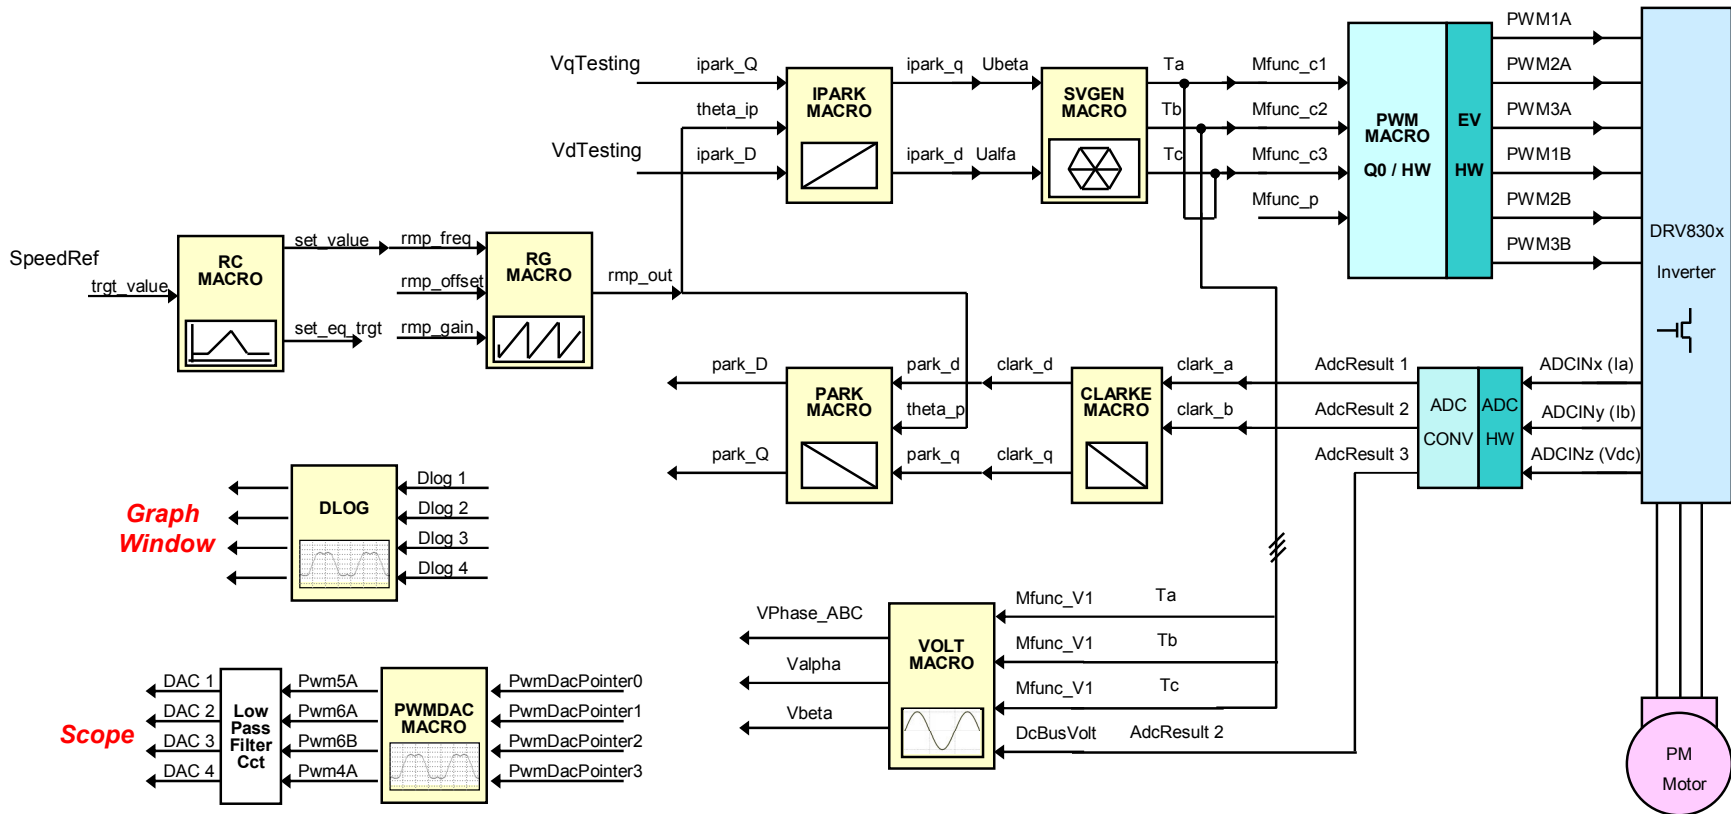 PWM1A
VqTesting
ipark_Q
ipark_q
Ubeta
Ta
Mfunc_c1
PWM2A
IPARK
MACRO
SVGEN
MACRO
theta_ip
Tb
Mfunc_c2
PWM
MACRO
Q0 / HW
EV
HW
PWM3A
VdTesting
ipark_D
ipark_d
Ualfa
Tc
Mfunc_c3
PWM1B
Mfunc_p
PWM2B
PWM3B
DRV830x
Inverter
SpeedRef
trgt_value
RC
MACRO
set_value
set_eq_trgt
rmp_freq
rmp_offset
rmp_gain
RG
MACRO
rmp_out
park_D
park_Q
PARK
MACRO
park_d
theta_p
park_q
clark_d
clark_q
CLARKE
MACRO
clark_a
clark_b
AdcResult 1
AdcResult 2
AdcResult 3
ADC
CONV
ADC
HW
ADCINx (Ia)
ADCINy (Ib)
ADCINz (Vdc)
Graph
Window
DLOG
Dlog 1
Dlog 2
Dlog 3
Dlog 4
VPhase_ABC
Valpha
Vbeta
VOLT
MACRO
Mfunc_V1
Ta
Mfunc_V1
Tb
Mfunc_V1
Tc
DcBusVolt
AdcResult 2
Scope
DAC 1
DAC 2
DAC 3
DAC 4
Low
Pass
Filter
Cct
Pwm5A
Pwm6A
Pwm6B
Pwm4A
PWMDAC
MACRO
PwmDacPointer0
PwmDacPointer1
PwmDacPointer2
PwmDacPointer3
PM
Motor